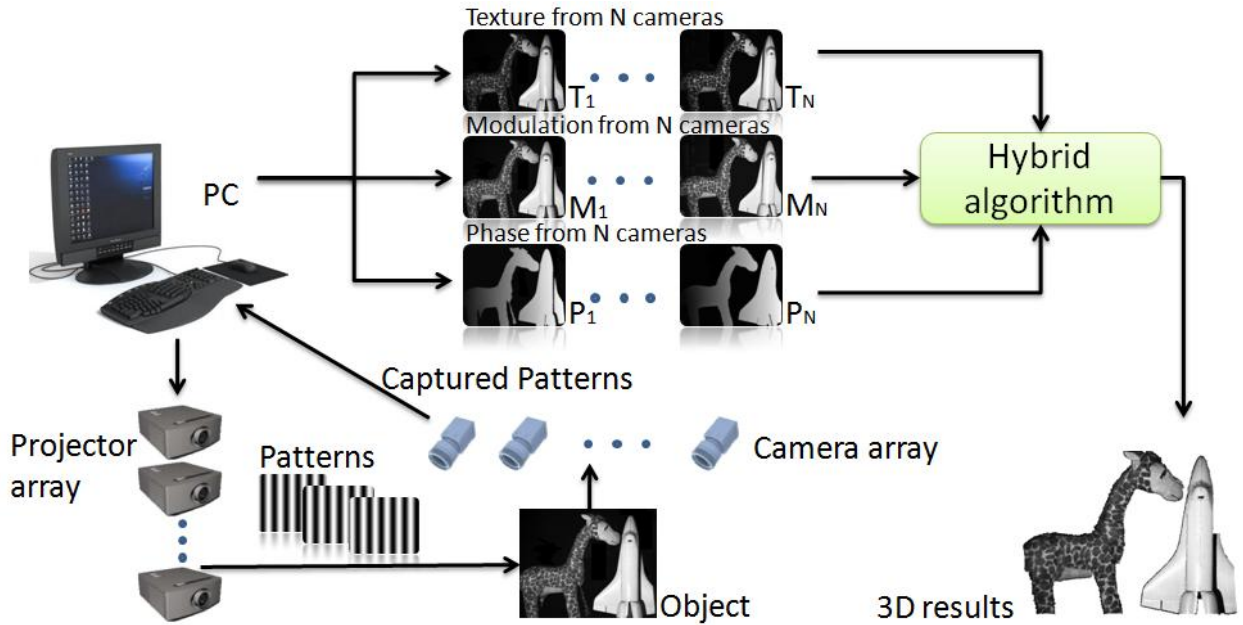 Texture from N cameras
T1
TN
Modulation from N cameras
PC
M1
MN
Hybrid
algorithm
Phase from N cameras
P1
PN
Captured Patterns
Projector
array
Patterns
Camera array
Object
3D results